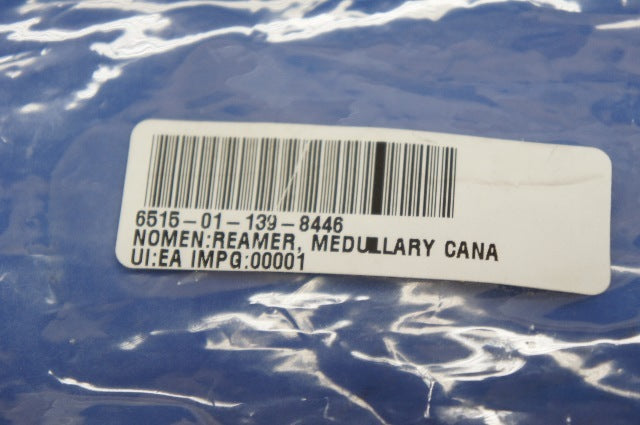 6515-01-139-8446
NOMEN:REAMER, MEDULLARY CANA
UI:EA IMPG:00001